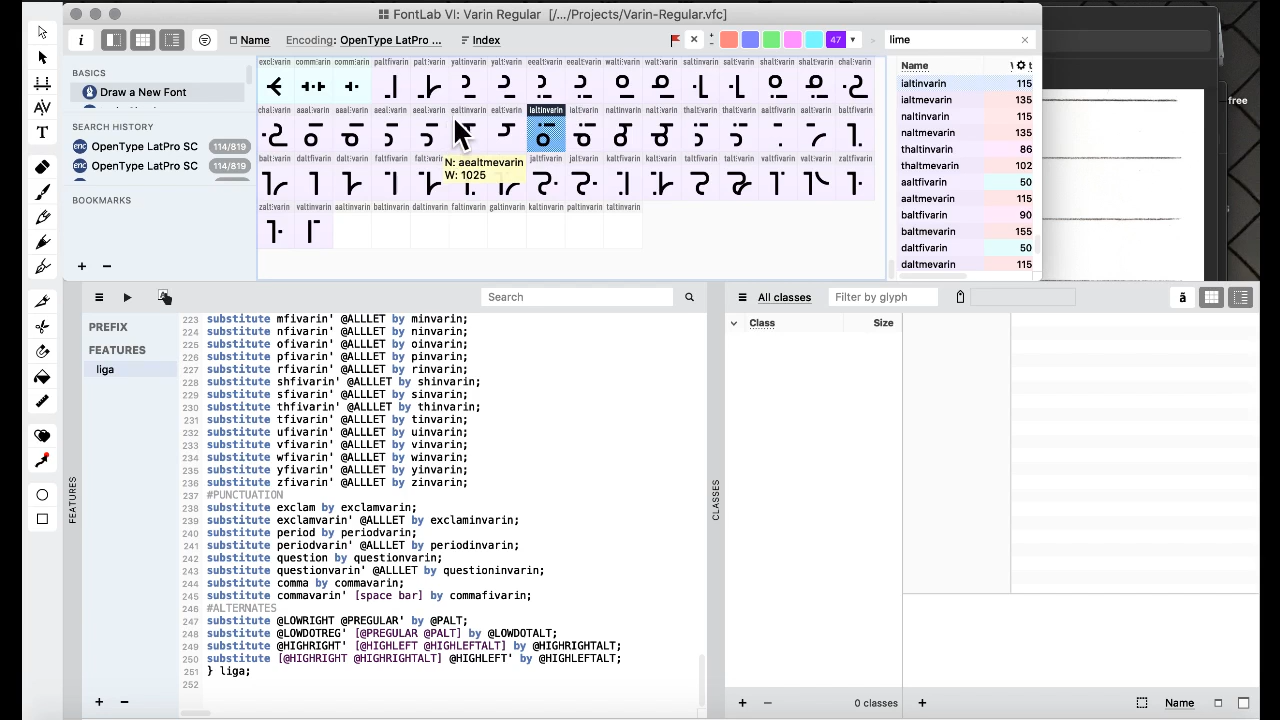 FontLab VI: Varin Regular [/.../Projects/Varin-Regular.vfc]
Name Encoding: OpenType LatPro ... Index 47 lime
BASICS
Draw a New Font
SEARCH HISTORY
OpenType LatPro SC 114/819
OpenType LatPro SC 114/819
BOOKMARKS
N: aealtmevarin
W: 1025
ialtinvarin
aaltinvarin baltinvarin daltinvarin faltinvarin galtinvarin kaltinvarin paltinvarin taltinvarin
Name
ialtinvarin 115
ialtmevarin 135
naltinvarin 115
naltmevarin 135
thaltinvarin 86
thaltmevarin 102
aaltfivarin 50
aaltmevarin 115
baltfivarin 90
baltmevarin 155
daltfivarin 50
daltmevarin 115
free
Search
All classes Filter by glyph ã
PREFIX
FEATURES
liga
FEATURES
223 substitute mfivarin' @ALLLET by minvarin;
224 substitute nfivarin' @ALLLET by ninvarin;
225 substitute ofivarin' @ALLLET by oinvarin;
226 substitute pfivarin' @ALLLET by pinvarin;
227 substitute rfivarin' @ALLLET by rinvarin;
228 substitute shfivarin' @ALLLET by shinvarin;
229 substitute sfivarin' @ALLLET by sinvarin;
230 substitute thfivarin' @ALLLET by thinvarin;
231 substitute tfivarin' @ALLLET by tinvarin;
232 substitute ufivarin' @ALLLET by uinvarin;
233 substitute vfivarin' @ALLLET by vinvarin;
234 substitute wfivarin' @ALLLET by winvarin;
235 substitute yfivarin' @ALLLET by yinvarin;
236 substitute zfivarin' @ALLLET by zinvarin;
237 #PUNCTUATION
238 substitute exclam by exclamvarin;
239 substitute exclamvarin' @ALLLET by exclaminvarin;
240 substitute period by periodvarin;
241 substitute periodvarin' @ALLLET by periodinvarin;
242 substitute question by questionvarin;
243 substitute questionvarin' @ALLLET by questioninvarin;
244 substitute comma by commavarin;
245 substitute commavarin' [space bar] by commafivarin;
246 #ALTERNATES
247 substitute @LOWRIGHT @PREGULAR' by @PALT;
248 substitute @LOWDOTREG' [@PREGULAR @PALT] by @LOWDOTALT;
249 substitute @HIGHRIGHT' [@HIGHLEFT @HIGHLEFTALT] by @HIGHRIGHTALT;
250 substitute [@HIGHRIGHT @HIGHRIGHTALT] @HIGHLEFT' by @HIGHLEFTALT;
251 } liga;
252
CLASSES
Class Size
0 classes
Name